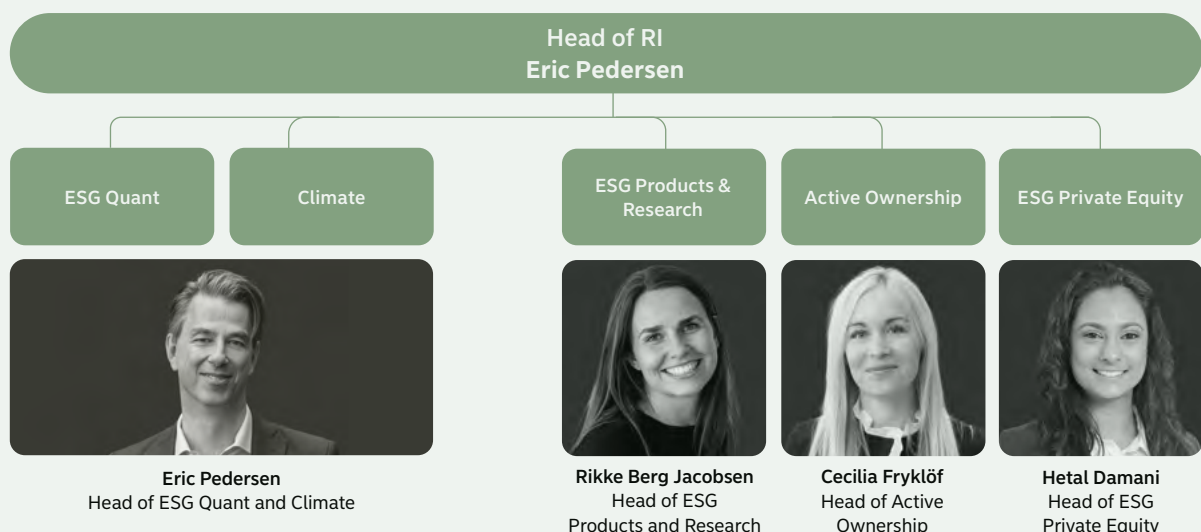 Head of RI
Eric Pedersen
ESG Quant
Climate
ESG Products &
Research
Active Ownership
ESG Private Equity
Eric Pedersen
Head of ESG Quant and Climate
Rikke Berg Jacobsen
Head of ESG
Products and Research
Cecilia Fryklöf
Head of Active
Ownership
Hetal Damani
Head of ESG
Private Equity